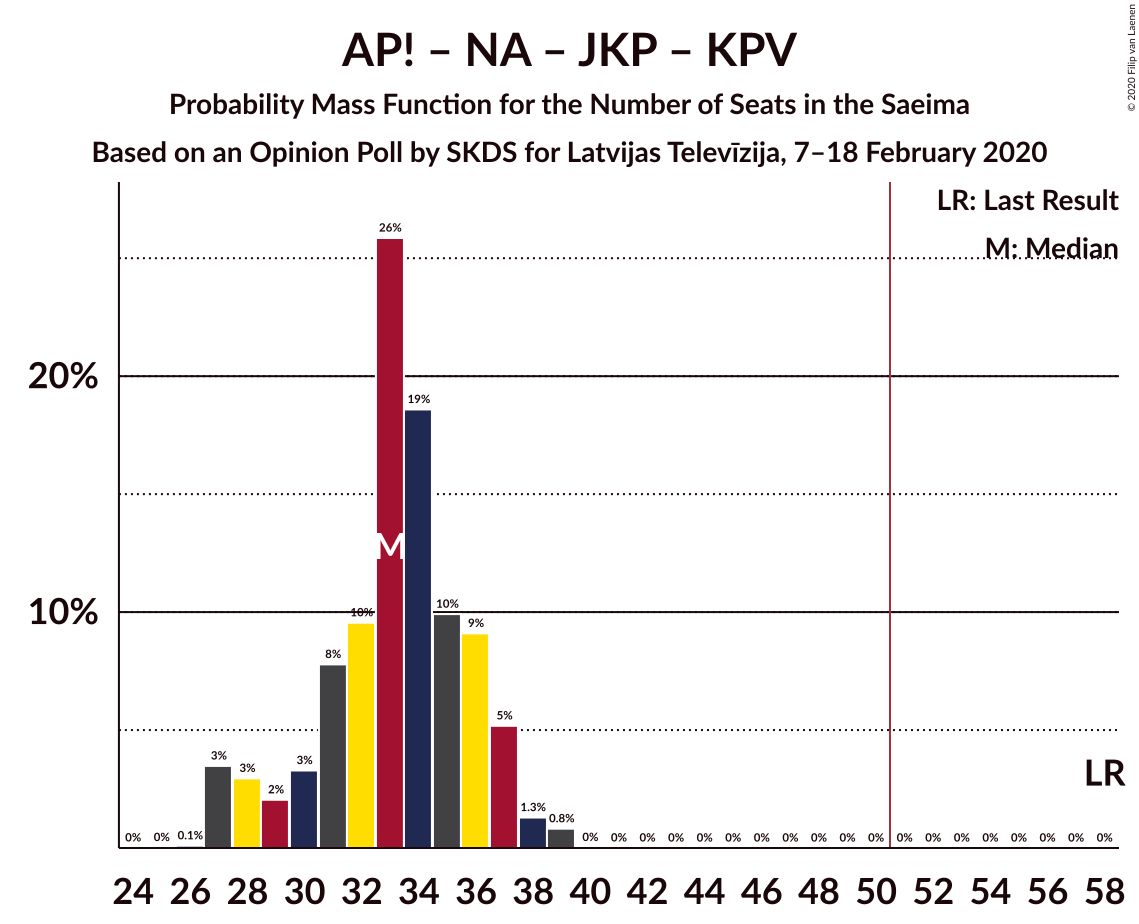 AP! – NA – JKP – KPV
Probability Mass Function for the Number of Seats in the Saeima
Based on an Opinion Poll by SKDS for Latvijas Televīzija, 7–18 February 2020
© 2020 Filip van Laenen
LR: Last Result
M: Median
20%
10%
0% 0% 0.1% 3% 3% 2% 3% 8% 10% 26% 19% 10% 9% 5% 1.3% 0.8% 0% 0% 0% 0% 0% 0% 0% 0% 0% 0% 0% 0% 0% 0% 0% 0% 0% 0% 0%
M
LR
24 26 28 30 32 34 36 38 40 42 44 46 48 50 52 54 56 58